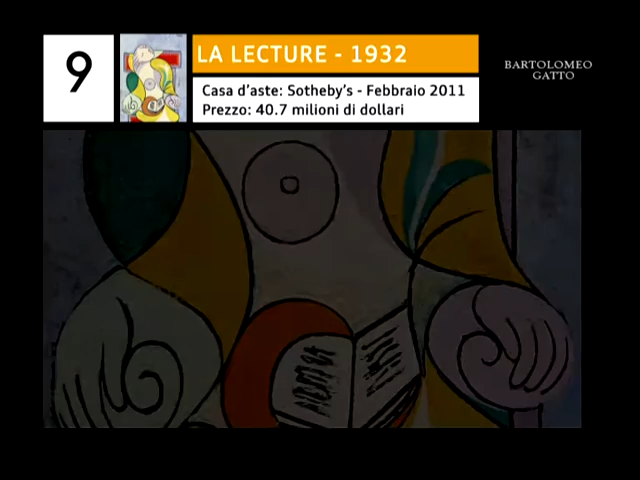 9
LA LECTURE - 1932
Casa d'aste: Sotheby's - Febbraio 2011
Prezzo: 40.7 milioni di dollari
BARTOLOMEO
GATTO